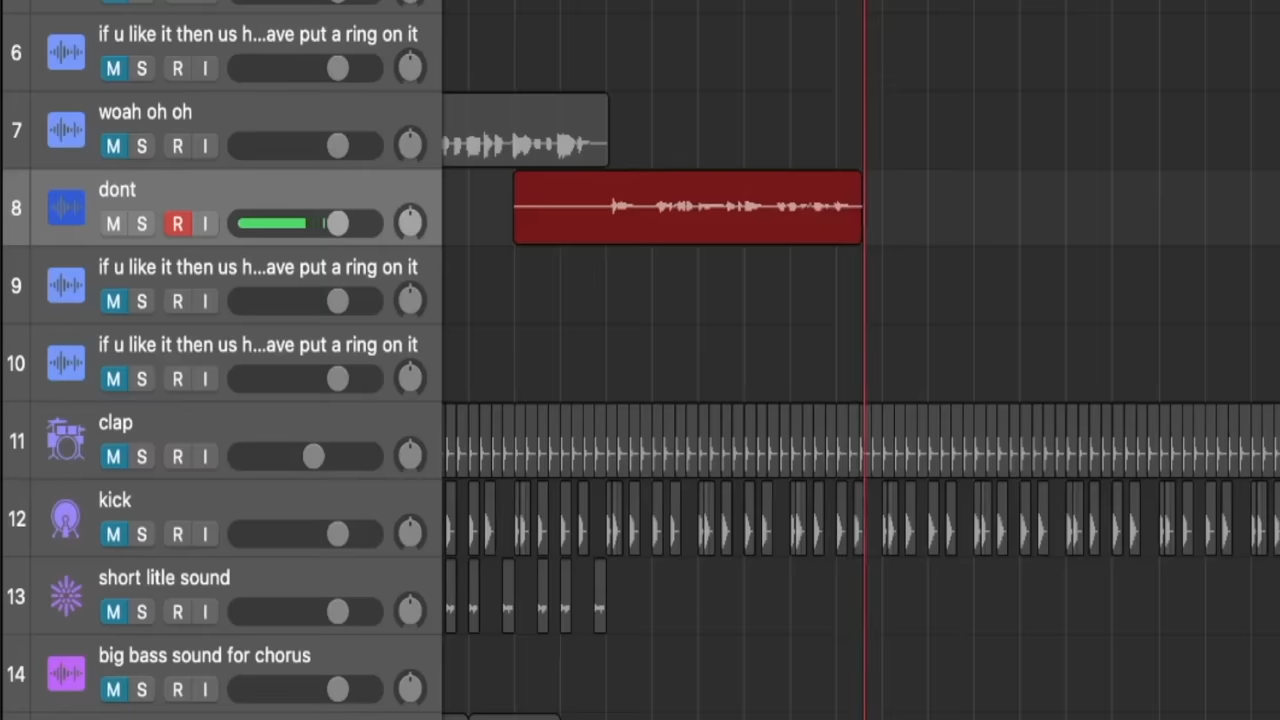 6
if u like it then us h...ave put a ring on it
M S R I
7
woah oh oh
M S R I
8
dont
M S R I
9
if u like it then us h...ave put a ring on it
M S R I
10
if u like it then us h...ave put a ring on it
M S R I
11
clap
M S R I
12
kick
M S R I
13
short litle sound
M S R I
14
big bass sound for chorus
M S R I